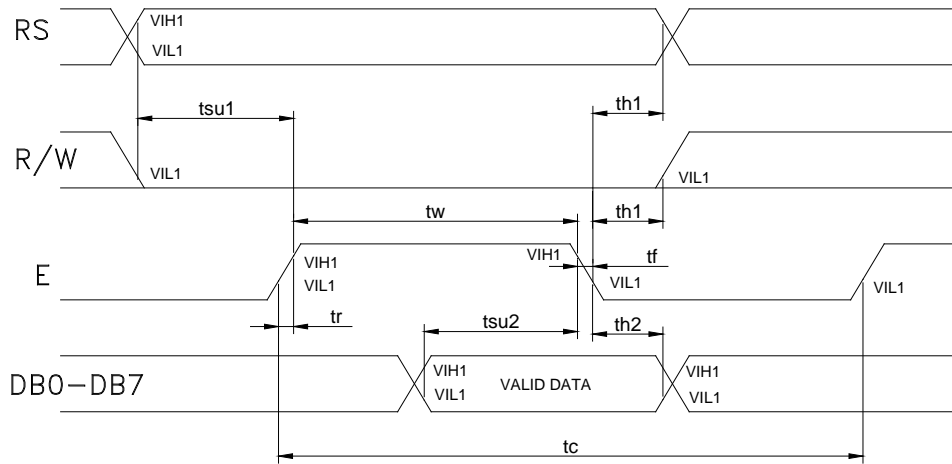 RS
VIH1
VIL1
tsu1
th1
R/W
VIL1
VIL1
tw
th1
E
VIH1
VIL1
VIH1
tf
VIL1
VIL1
tr
tsu2
th2
DB0-DB7
VIH1
VIL1
VALID DATA
VIH1
VIL1
tc